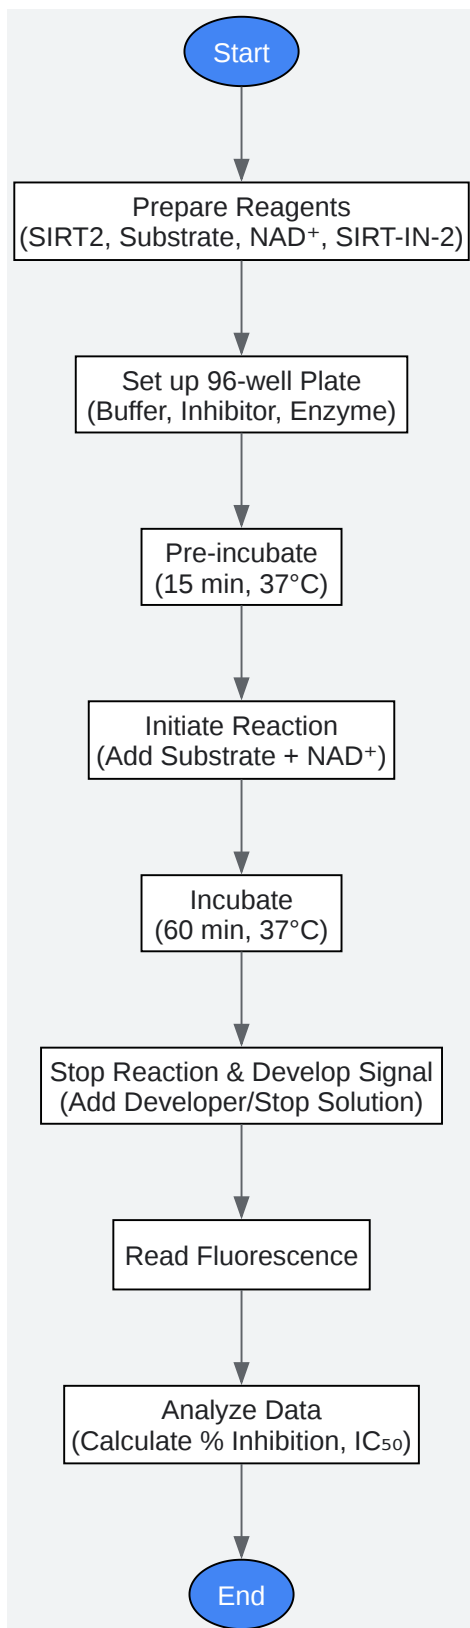 Start
Prepare Reagents
(SIRT2, Substrate, NAD⁺, SIRT-IN-2)
Set up 96-well Plate
(Buffer, Inhibitor, Enzyme)
Pre-incubate
(15 min, 37°C)
Initiate Reaction
(Add Substrate + NAD⁺)
Incubate
(60 min, 37°C)
Stop Reaction & Develop Signal
(Add Developer/Stop Solution)
Read Fluorescence
Analyze Data
(Calculate % Inhibition, IC₅₀)
End